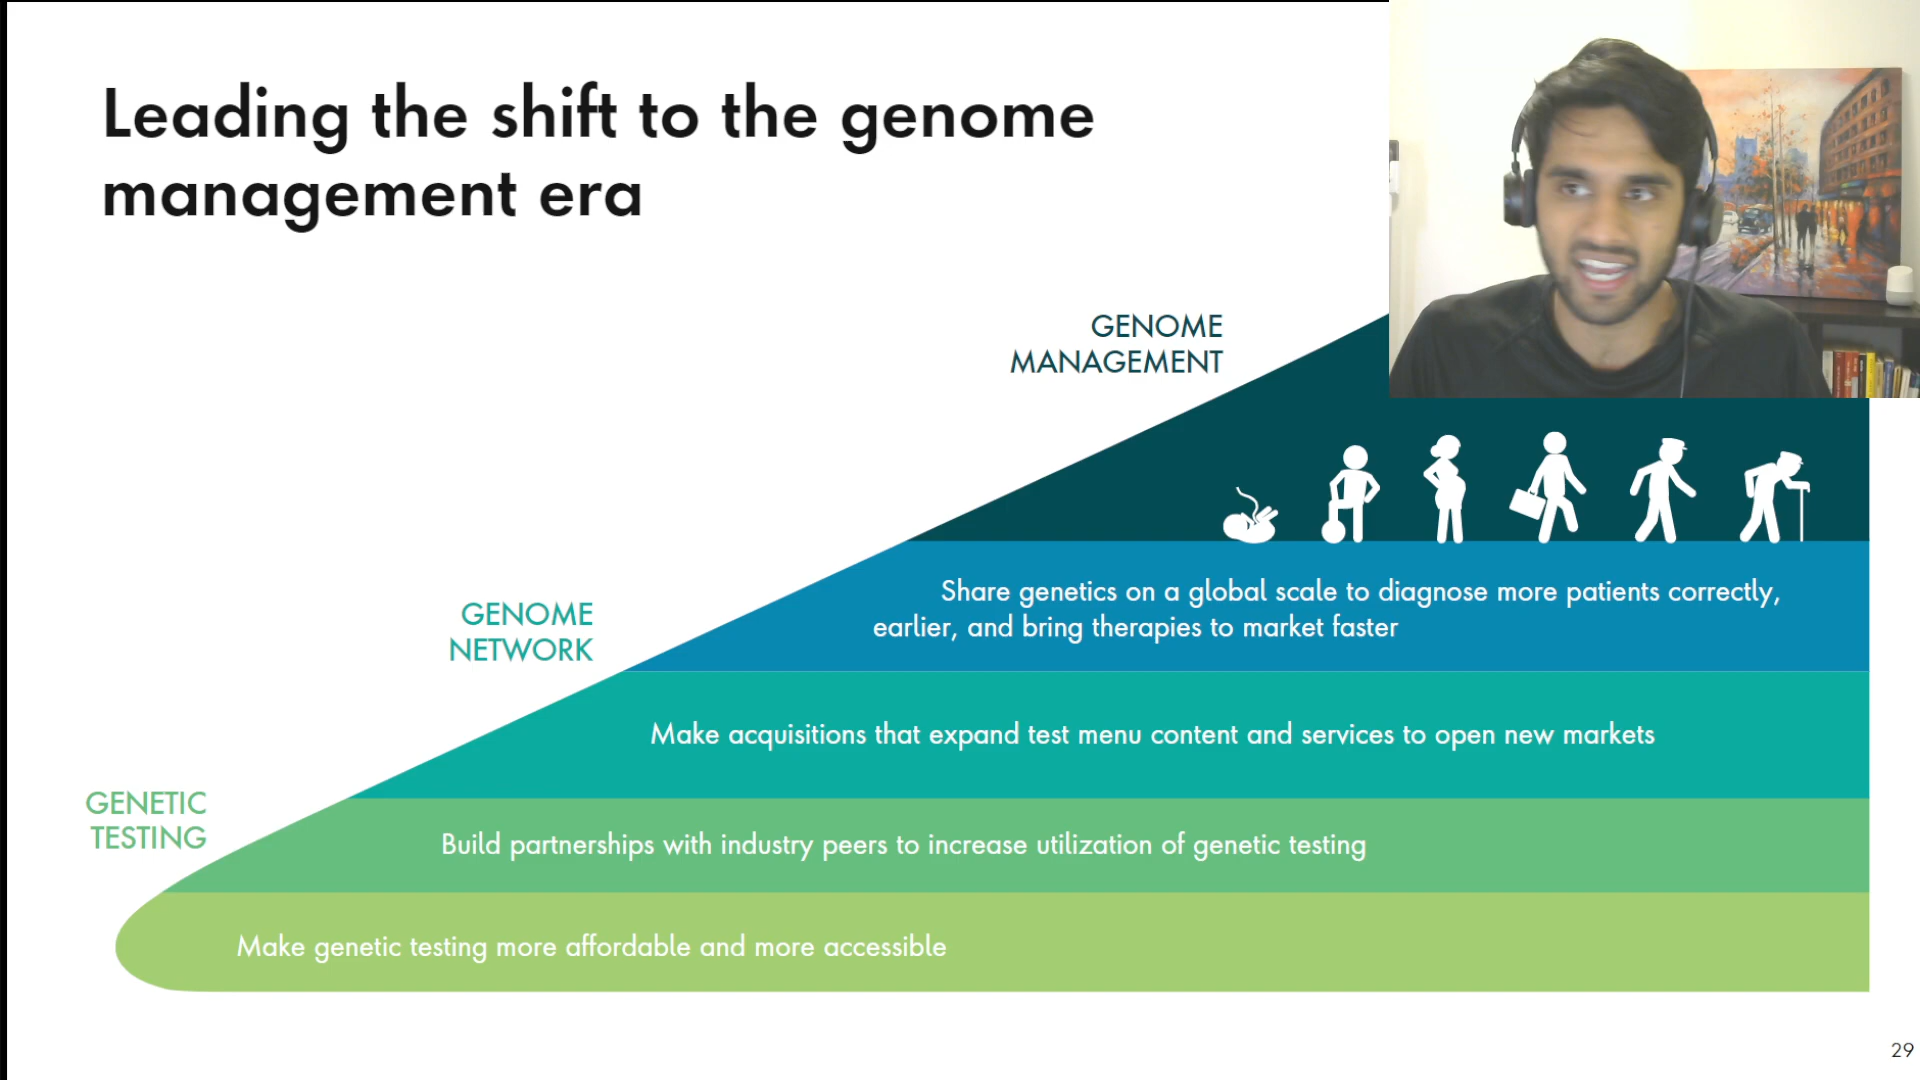 Leading the shift to the genome
management era
GENOME
MANAGEMENT
Share genetics on a global scale to diagnose more patients correctly,
earlier, and bring therapies to market faster
GENOME
NETWORK
Make acquisitions that expand test menu content and services to open new markets
GENETIC
TESTING
Build partnerships with industry peers to increase utilization of genetic testing
Make genetic testing more affordable and more accessible
29